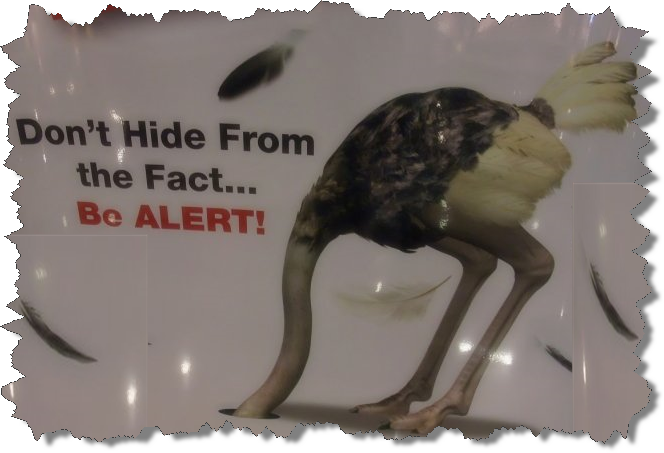 Don't Hide From
the Fact...
Be ALERT!